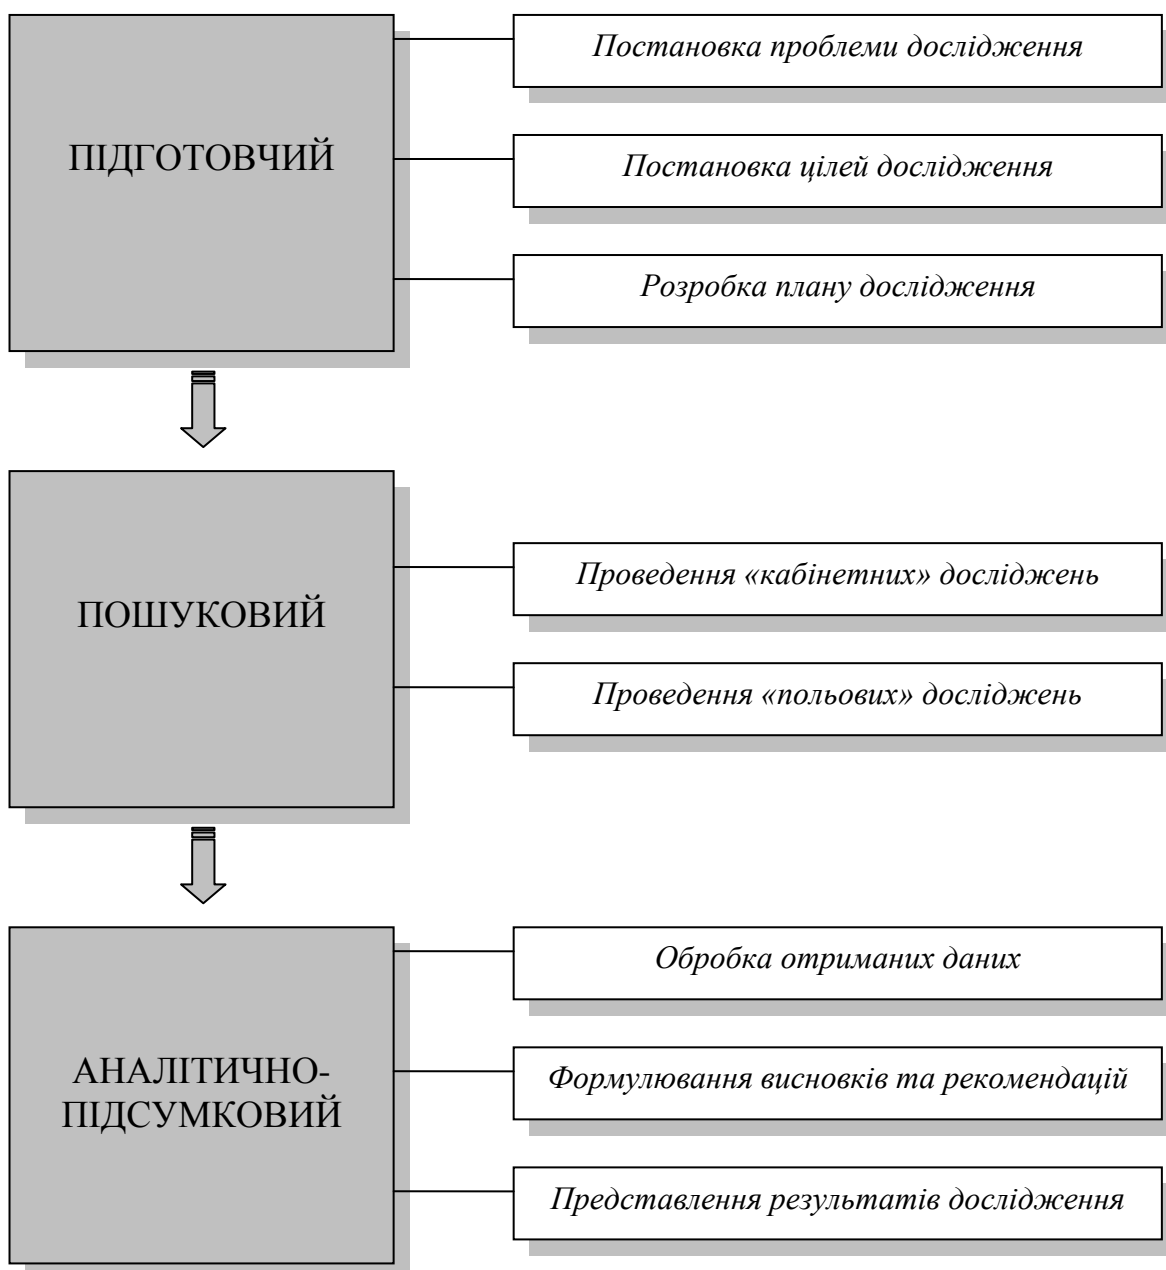 ПІДГОТОВЧИЙ
Постановка проблеми дослідження
Постановка цілей дослідження
Розробка плану дослідження
ПОШУКОВИЙ
Проведення «кабінетних» досліджень
Проведення «польових» досліджень
АНАЛІТИЧНО-
ПІДСУМКОВИЙ
Обробка отриманих даних
Формулювання висновків та рекомендацій
Представлення результатів дослідження